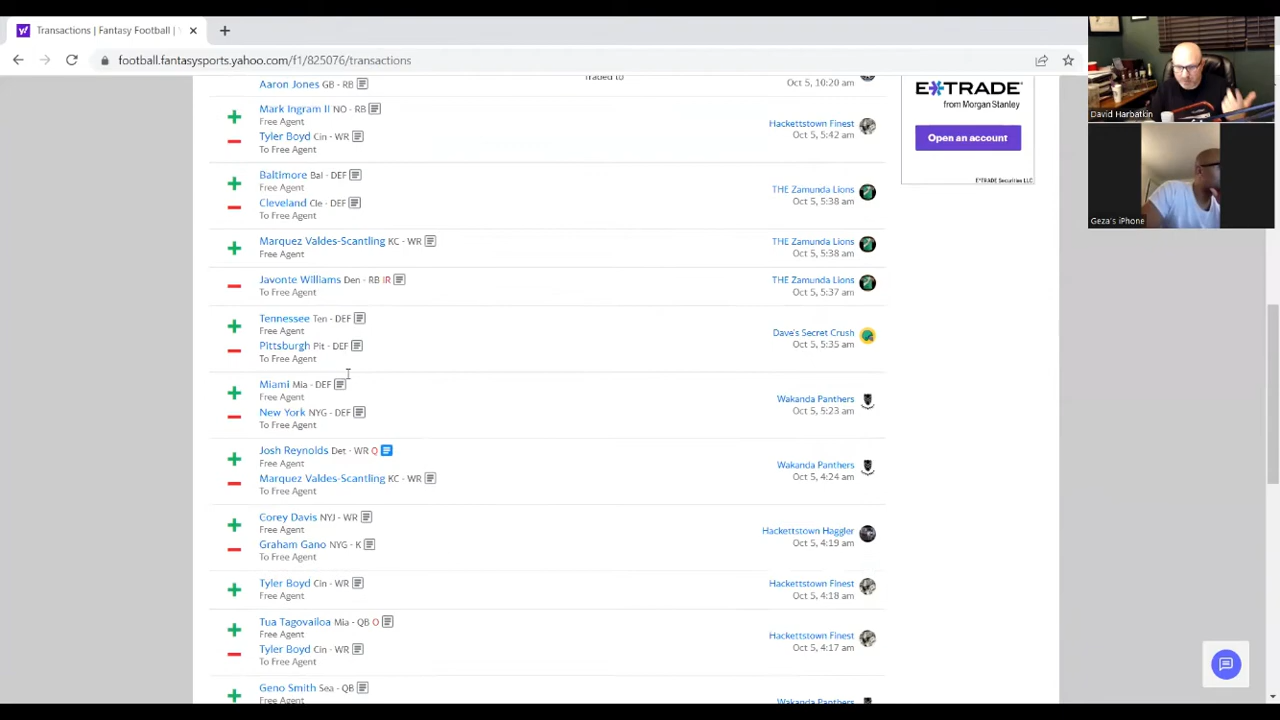 Transactions | Fantasy Football |
football.fantasysports.yahoo.com/f1/825076/transactions
Traded to
Aaron Jones GB - RB
Oct 5, 10:20 am
Mark Ingram II NO - RB
Free Agent
Tyler Boyd Cin - WR
To Free Agent
Hackettstown Finest
Oct 5, 5:42 am
Baltimore Bal - DEF
Free Agent
Cleveland Cle - DEF
To Free Agent
THE Zamunda Lions
Oct 5, 5:38 am
Marquez Valdes-Scantling KC - WR
Free Agent
THE Zamunda Lions
Oct 5, 5:38 am
Javonte Williams Den - RB IR
To Free Agent
THE Zamunda Lions
Oct 5, 5:37 am
Tennessee Ten - DEF
Free Agent
Pittsburgh Pit - DEF
To Free Agent
Dave's Secret Crush
Oct 5, 5:35 am
Miami Mia - DEF
Free Agent
New York NYG - DEF
To Free Agent
Wakanda Panthers
Oct 5, 5:23 am
Josh Reynolds Det - WR Q
Free Agent
Marquez Valdes-Scantling KC - WR
To Free Agent
Wakanda Panthers
Oct 5, 4:24 am
Corey Davis NYJ - WR
Free Agent
Graham Gano NYG - K
To Free Agent
Hackettstown Haggler
Oct 5, 4:19 am
Tyler Boyd Cin - WR
Free Agent
Hackettstown Finest
Oct 5, 4:18 am
Tua Tagovailoa Mia - QB O
Free Agent
Tyler Boyd Cin - WR
To Free Agent
Hackettstown Finest
Oct 5, 4:17 am
Geno Smith Sea - QB
Free Agent
Wakanda Panthers
E*TRADE
from Morgan Stanley
Open an account
E*TRADE Securities LLC
David Harbatkin
Geza's iPhone